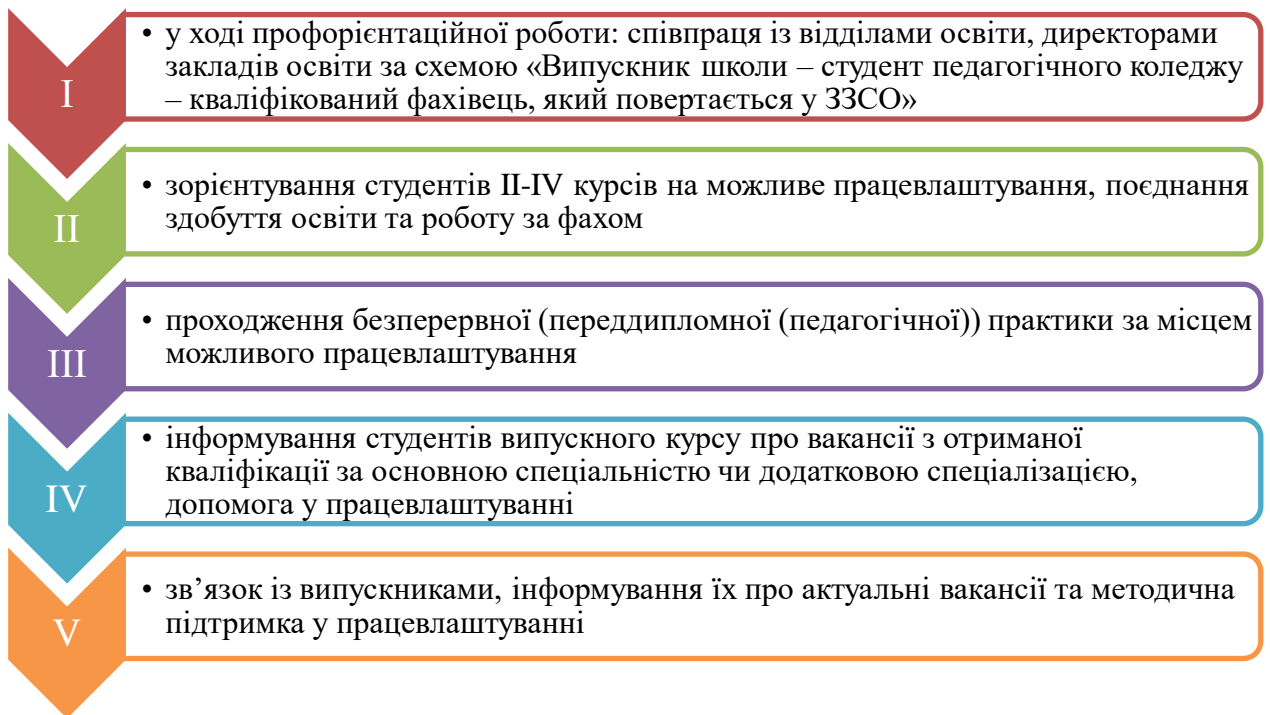 I
• у ході профорієнтаційної роботи: співпраця із відділами освіти, директорами
закладів освіти за схемою «Випускник школи – студент педагогічного коледжу
– кваліфікований фахівець, який повертається у ЗЗСО»
II
• зорієнтування студентів ІІ-ІV курсів на можливе працевлаштування, поєднання
здобуття освіти та роботу за фахом
III
• проходження безперервної (переддипломної (педагогічної)) практики за місцем
можливого працевлаштування
IV
• інформування студентів випускного курсу про вакансії з отриманої
кваліфікації за основною спеціальністю чи додатковою спеціалізацією,
допомога у працевлаштуванні
V
• зв’язок із випускниками, інформування їх про актуальні вакансії та методична
підтримка у працевлаштуванні